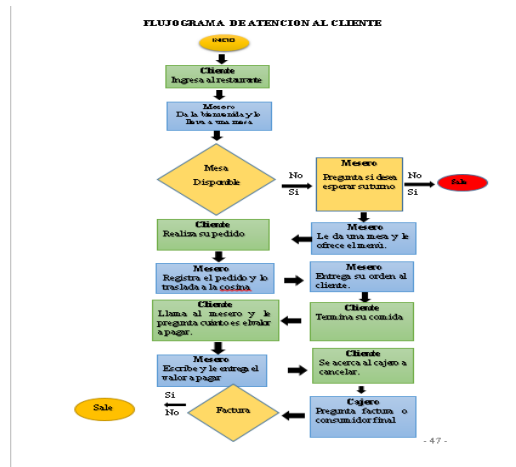 FLUJOGRAMA DE ATENCION AL CLIENTE
INICIO
Cliente
Ingresa al restaurante
Mesero
Da la bienvenida y lo
lleva a una mesa
Mesa
Disponible
No
Si
Mesero
Pregunta si desea
esperar su turno
No
Si
Sale
Cliente
Realiza su pedido
Mesero
Le da una mesa y le
ofrece el menú.
Mesero
Registra el pedido y lo
traslada a la cosina
Mesero
Entrega su orden al
cliente.
Cliente
Llama al mesero y le
pregunta cuánto es el valor
a pagar.
Cliente
Termina su comida
Mesero
Escribe y le entrega el
valor a pagar
Cliente
Se acerca al cajero a
cancelar.
Sale
Si
No
Factura
Cajero
Pregunta factura o
consumidor final
- 47 -